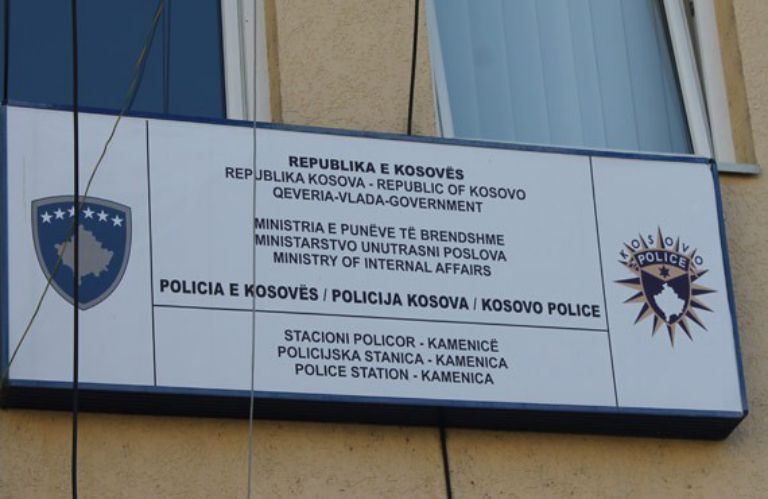 REPUBLIKA E KOSOVËS
REPUBLIKA KOSOVA - REPUBLIC OF KOSOVO
QEVERIA-VLADA-GOVERNMENT
MINISTRIA E PUNËVE TË BRENDSHME
MINISTARSTVO UNUTRASNI POSLOVA
MINISTRY OF INTERNAL AFFAIRS
POLICIA E KOSOVËS / POLICIJA KOSOVA / KOSOVO POLICE
STACIONI POLICOR - KAMENICË
POLICIJSKA STANICA - KAMENICA
POLICE STATION - KAMENICA
KOSOVO
POLICE